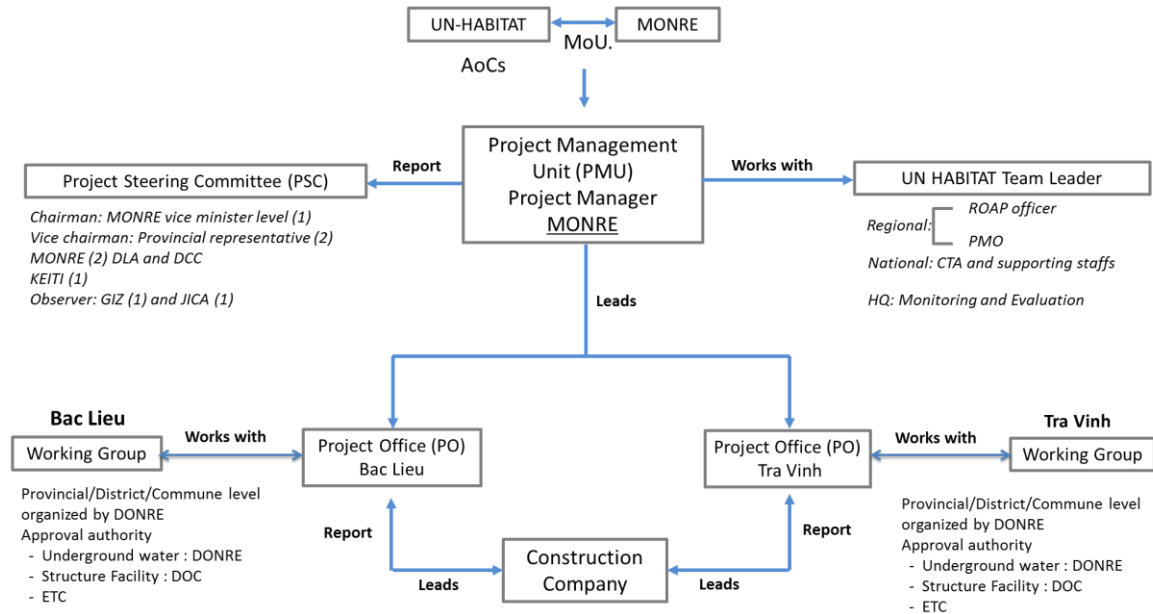 UN-HABITAT
MONRE
MoU.
AoCs
Project Management
Unit (PMU)
Project Manager
MONRE
Report
Works with
Project Steering Committee (PSC)
Chairman: MONRE vice minister level (1)
Vice chairman: Provincial representative (2)
MONRE (2) DLA and DCC
KEITI (1)
Observer: GIZ (1) and JICA (1)
UN HABITAT Team Leader
ROAP officer
Regional:
PMO
National: CTA and supporting staffs
HQ: Monitoring and Evaluation
Leads
Bac Lieu
Working Group
Works with
Project Office (PO)
Bac Lieu
Provincial/District/Commune level
organized by DONRE
Approval authority
- Underground water : DONRE
- Structure Facility : DOC
- ETC
Project Office (PO)
Tra Vinh
Works with
Tra Vinh
Working Group
Provincial/District/Commune level
organized by DONRE
Approval authority
- Underground water : DONRE
- Structure Facility : DOC
- ETC
Report
Leads
Construction
Company
Report
Leads